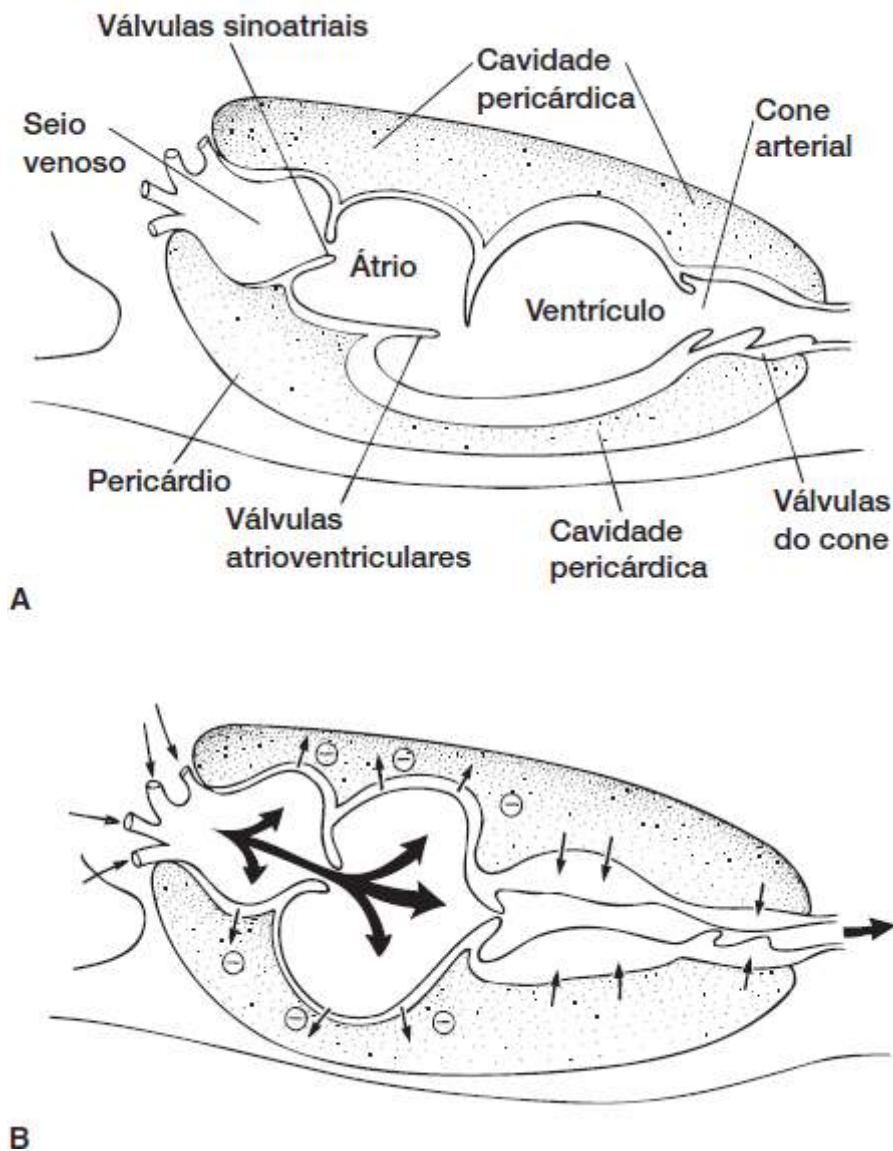 Válvulas sinoatriais
Cavidade
pericárdica
Cone
arterial
Seio
venoso
Átrio
Ventrículo
Pericárdio
Válvulas
atrioventriculares
Cavidade
pericárdica
Válvulas
do cone
A
B